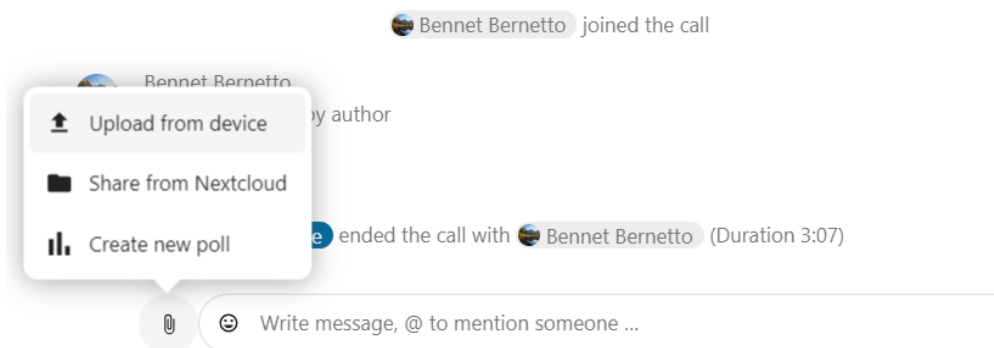 Bennet Bernetto joined the call
Bennet Bernetto
by author
Upload from device
Share from Nextcloud
Create new poll
ended the call with Bennet Bernetto (Duration 3:07)
Write message, @ to mention someone ...